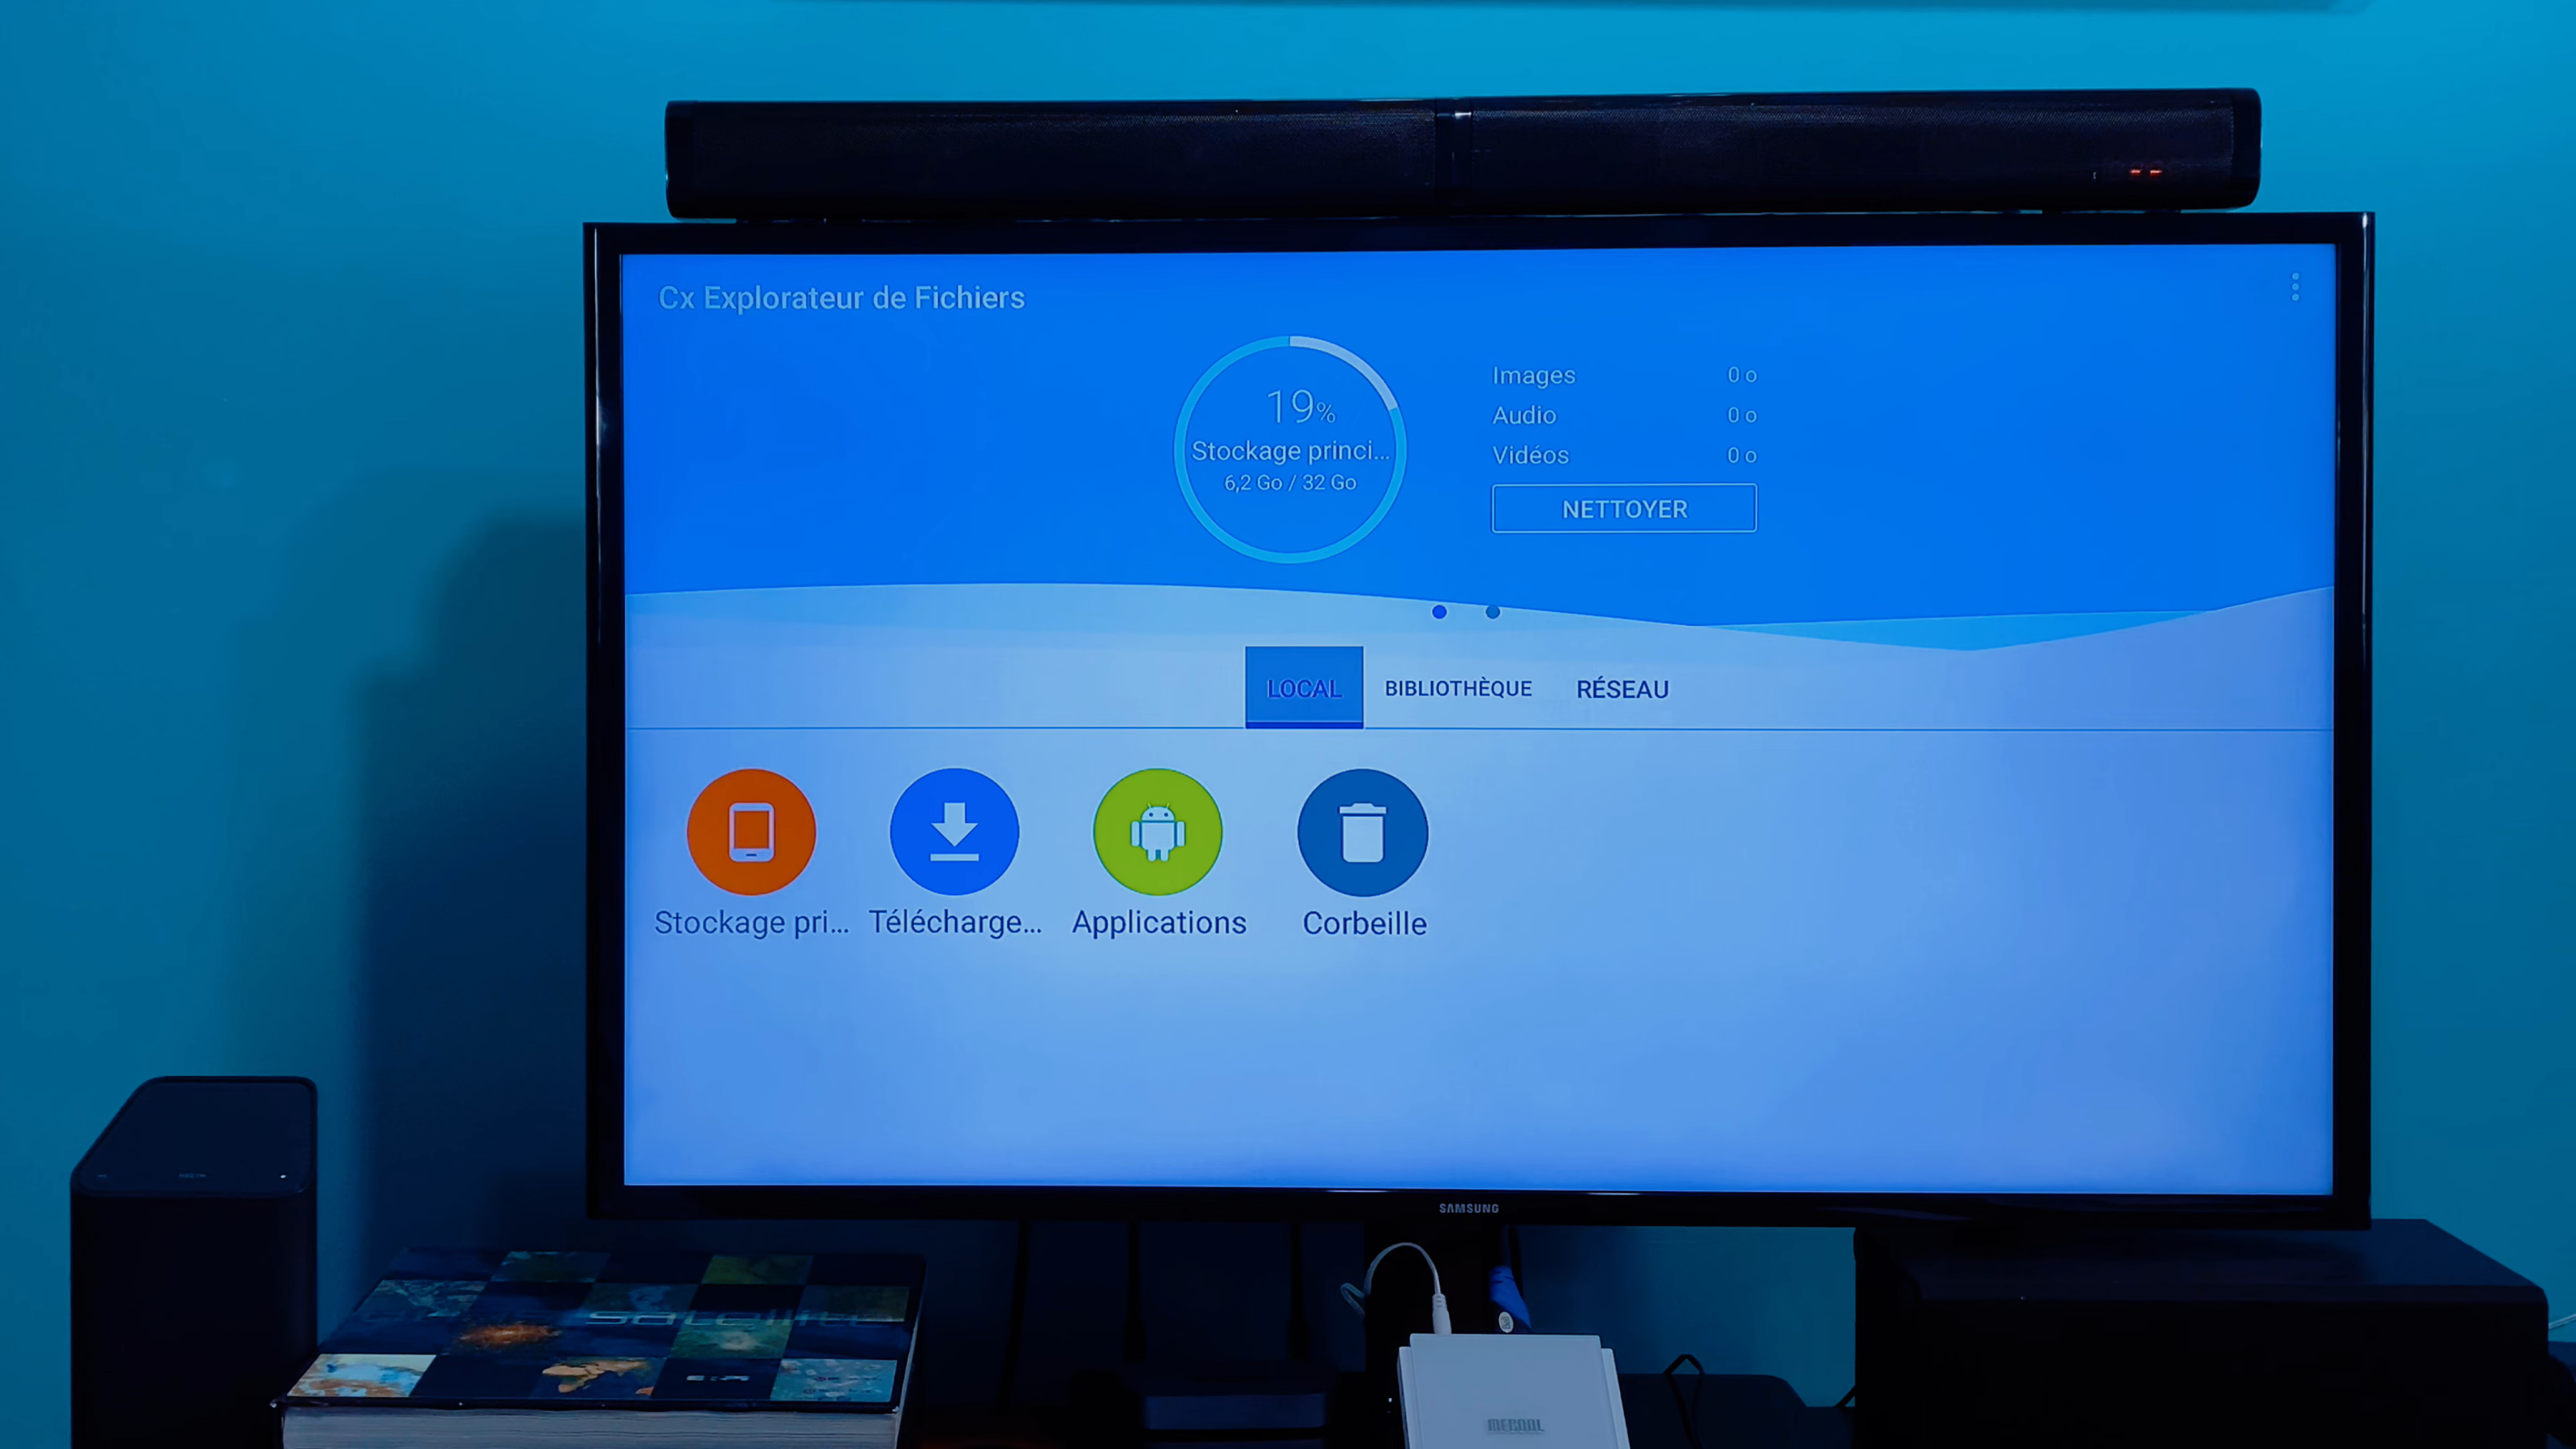 Cx Explorateur de Fichiers
19%
Stockage princi...
6,2 Go / 32 Go
Images 0 o
Audio 0 o
Vidéos 0 o
NETTOYER
LOCAL BIBLIOTHÈQUE RÉSEAU
Stockage pri... Télécharge... Applications Corbeille
SAMSUNG
satellite
MECOOL